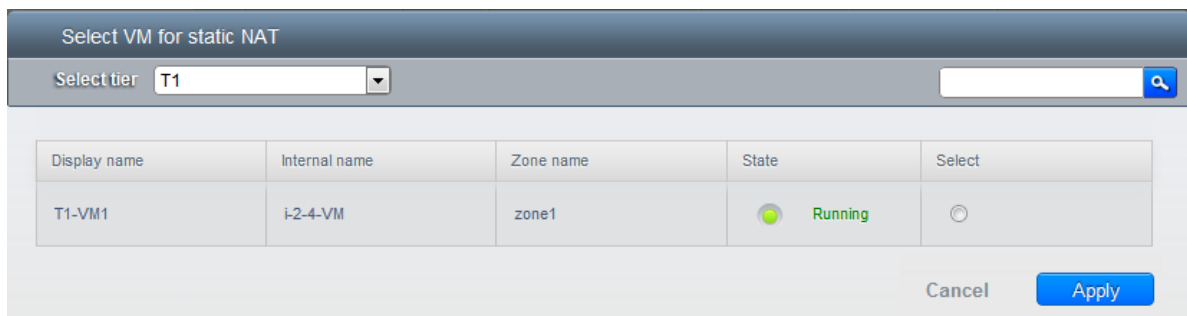 Select VM for static NAT
Select tier T1
Display name Internal name Zone name State Select
T1-VM1 i-2-4-VM zone1 Running
Cancel Apply